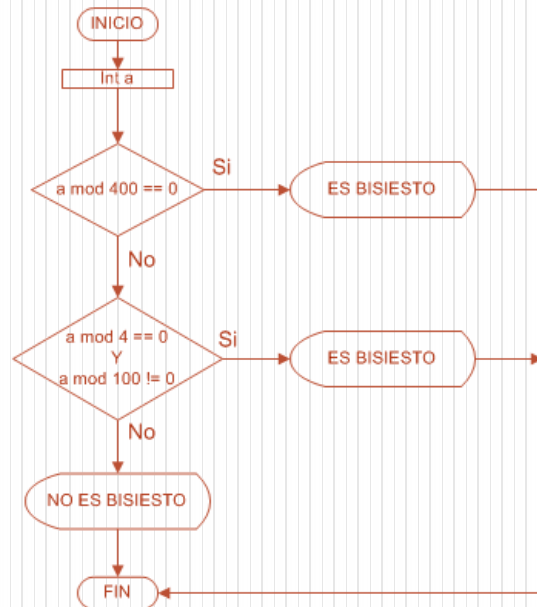 INICIO
Int a
a mod 400 == 0
Si
ES BISIESTO
No
a mod 4 == 0
Y
a mod 100 != 0
Si
ES BISIESTO
No
NO ES BISIESTO
FIN